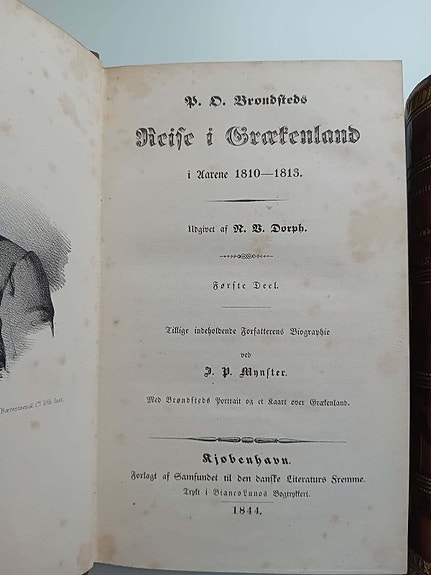 P. O. Brøndsteds
Reise i Grækenland
i Aarene 1810—1813.
Udgivet af N. V. Dorph.
Første Deel.
Tillige indeholdende Forfatterens Biographie
ved
J. P. Mynster.
Med Brøndsteds Portrait og et Kaart over Grækenland.
Kjøbenhavn.
Forlagt af Samfundet til den danske Literaturs Fremme.
Trykt i Bianco Lunos Bogtrykkeri.
1844.